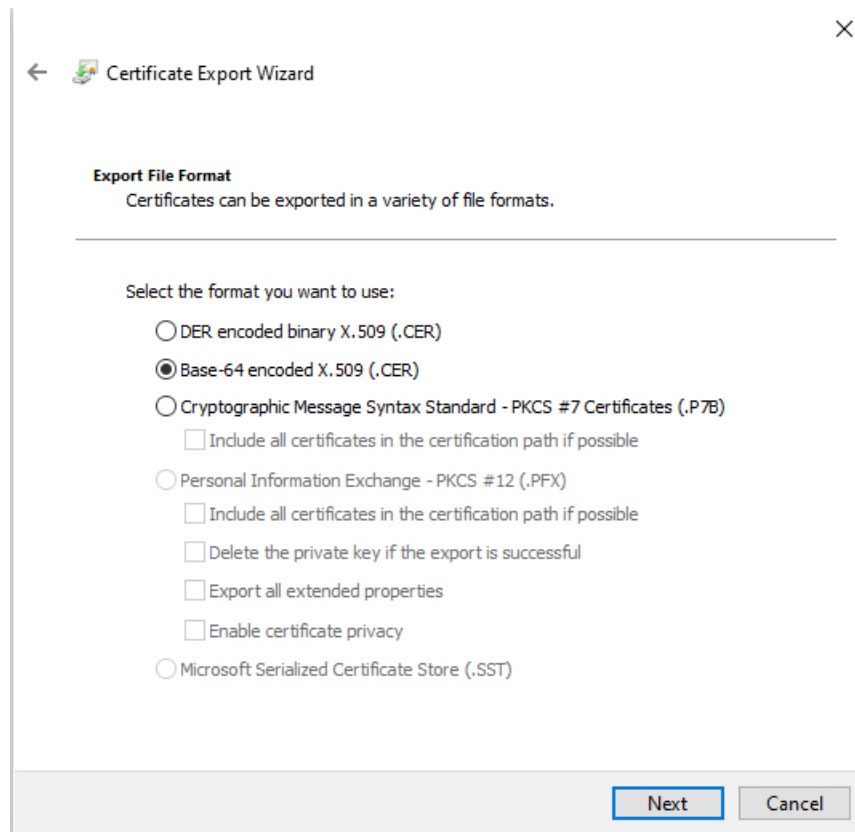 Certificate Export Wizard
Export File Format
Certificates can be exported in a variety of file formats.
Select the format you want to use:
DER encoded binary X.509 (.CER)
Base-64 encoded X.509 (.CER)
Cryptographic Message Syntax Standard - PKCS #7 Certificates (.P7B)
Include all certificates in the certification path if possible
Personal Information Exchange - PKCS #12 (.PFX)
Include all certificates in the certification path if possible
Delete the private key if the export is successful
Export all extended properties
Enable certificate privacy
Microsoft Serialized Certificate Store (.SST)
Next Cancel